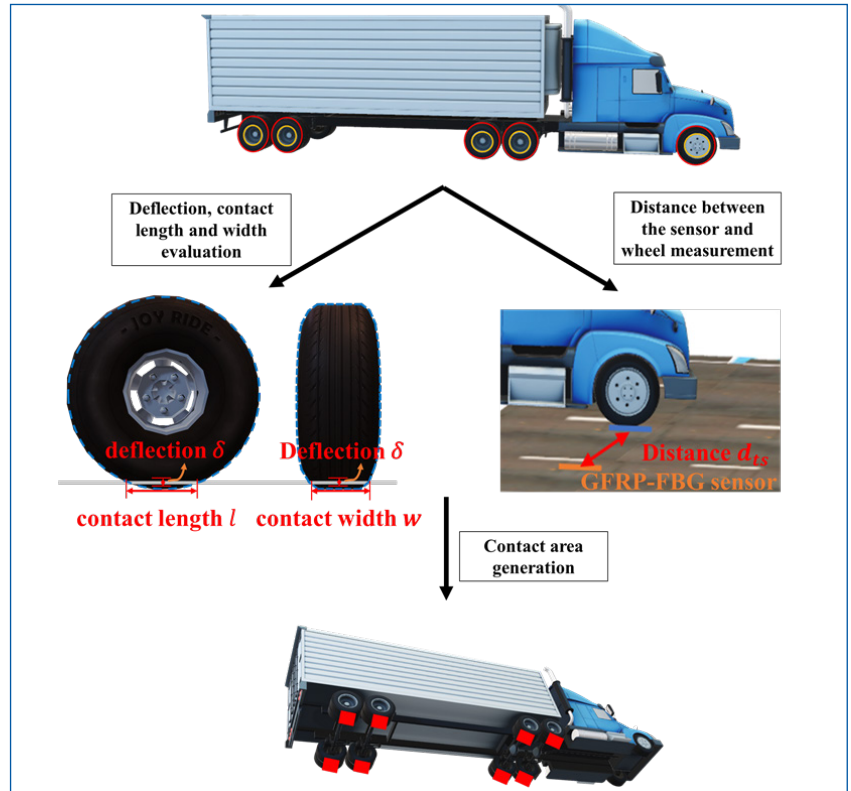 Deflection, contact
length and width
evaluation
Distance between
the sensor and
wheel measurement
- JOY RIDE -
deflection δ
Deflection δ
contact length l
contact width w
Distance d_ts
GFRP-FBG sensor
Contact area
generation